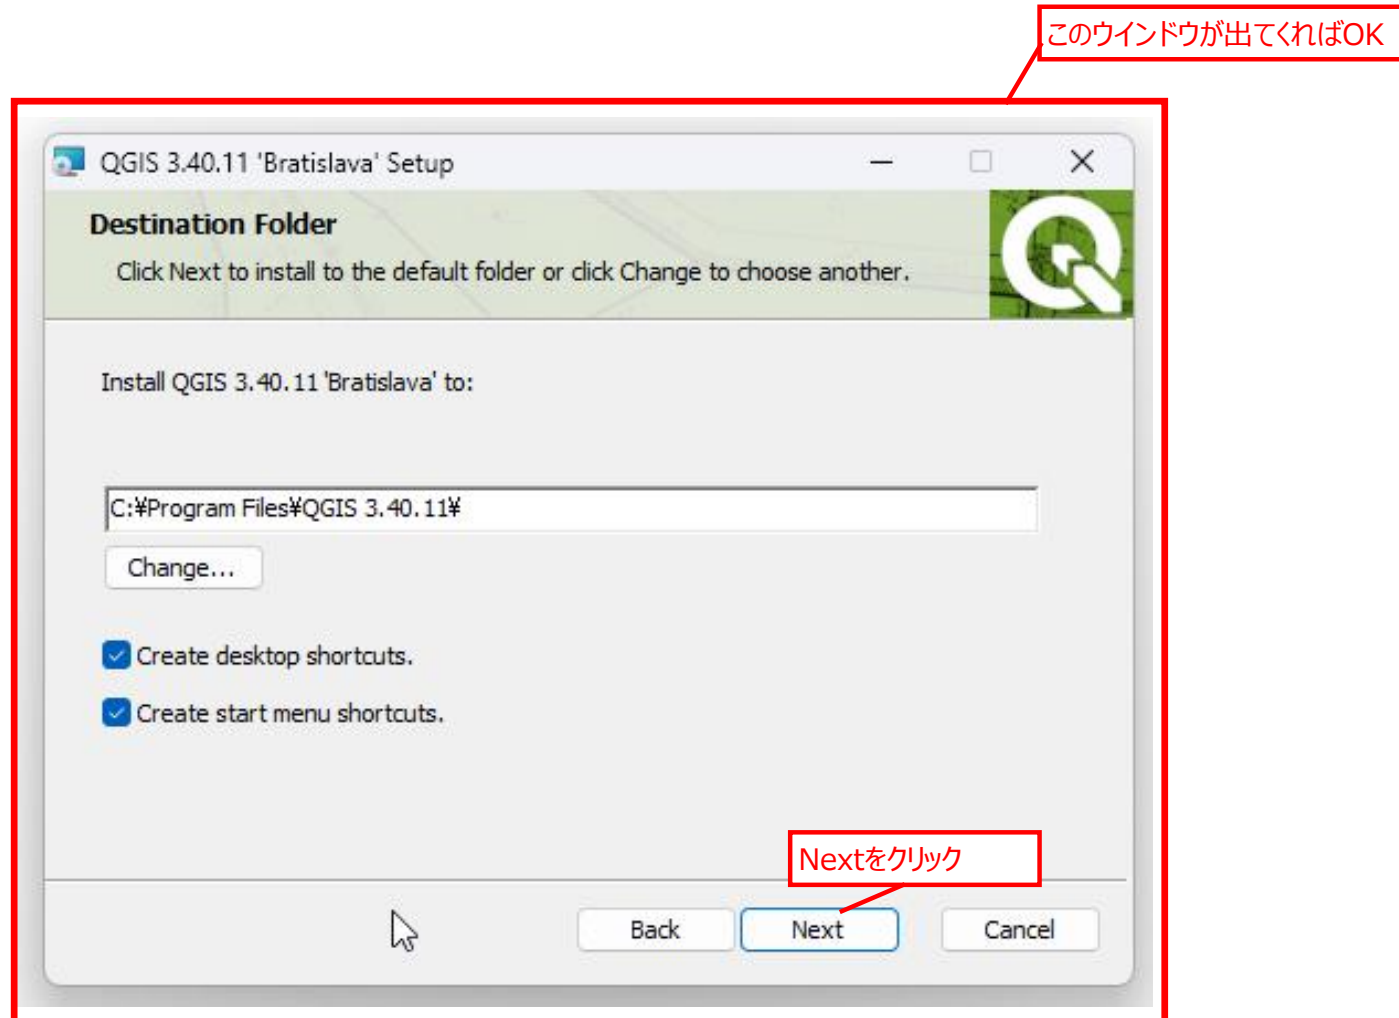 このウインドウが出てくればOK
QGIS 3.40.11 'Bratislava' Setup
Destination Folder
Click Next to install to the default folder or click Change to choose another.
Install QGIS 3.40.11 'Bratislava' to:
C:¥Program Files¥QGIS 3.40.11¥
Change...
Create desktop shortcuts.
Create start menu shortcuts.
Nextをクリック
Back Next Cancel